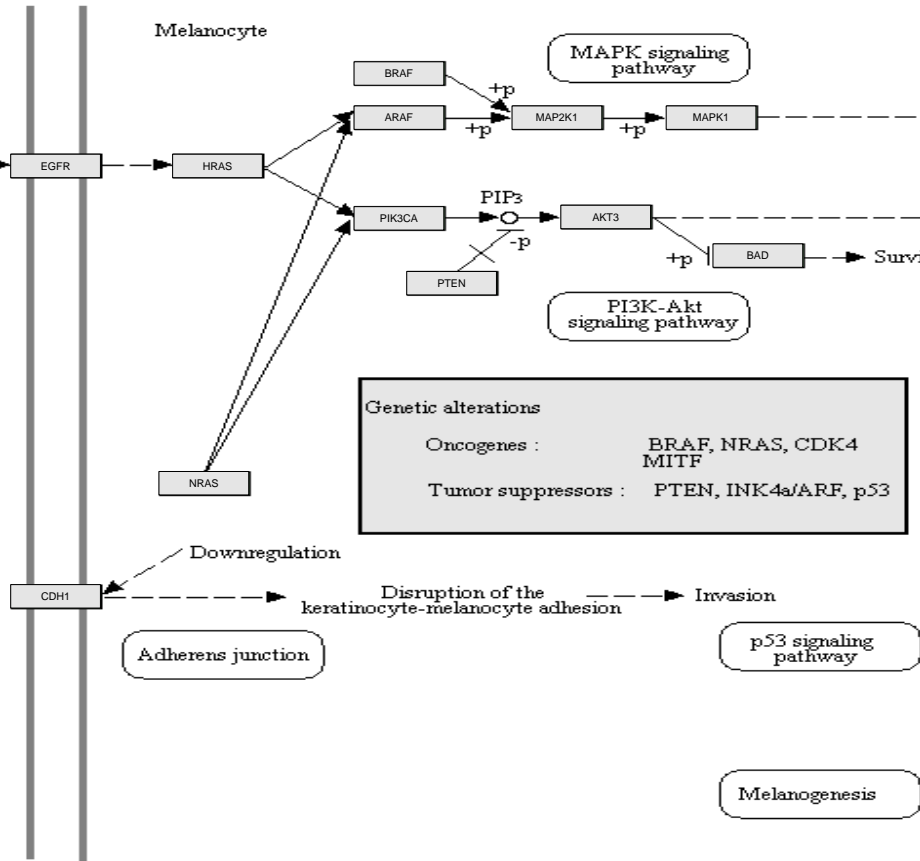 Melanocyte
MAPK signaling
pathway
BRAF
+p
ARAF
+p
MAP2K1
+p
MAPK1
EGFR
HRAS
PIP3
PIK3CA
AKT3
-p
+p
BAD
Survi
PTEN
PI3K-Akt
signaling pathway
Genetic alterations
Oncogenes : BRAF, NRAS, CDK4
MITF
Tumor suppressors : PTEN, INK4a/ARF, p53
NRAS
Downregulation
CDH1
Disruption of the
keratinocyte-melanocyte adhesion
Invasion
Adherens junction
p53 signaling
pathway
Melanogenesis